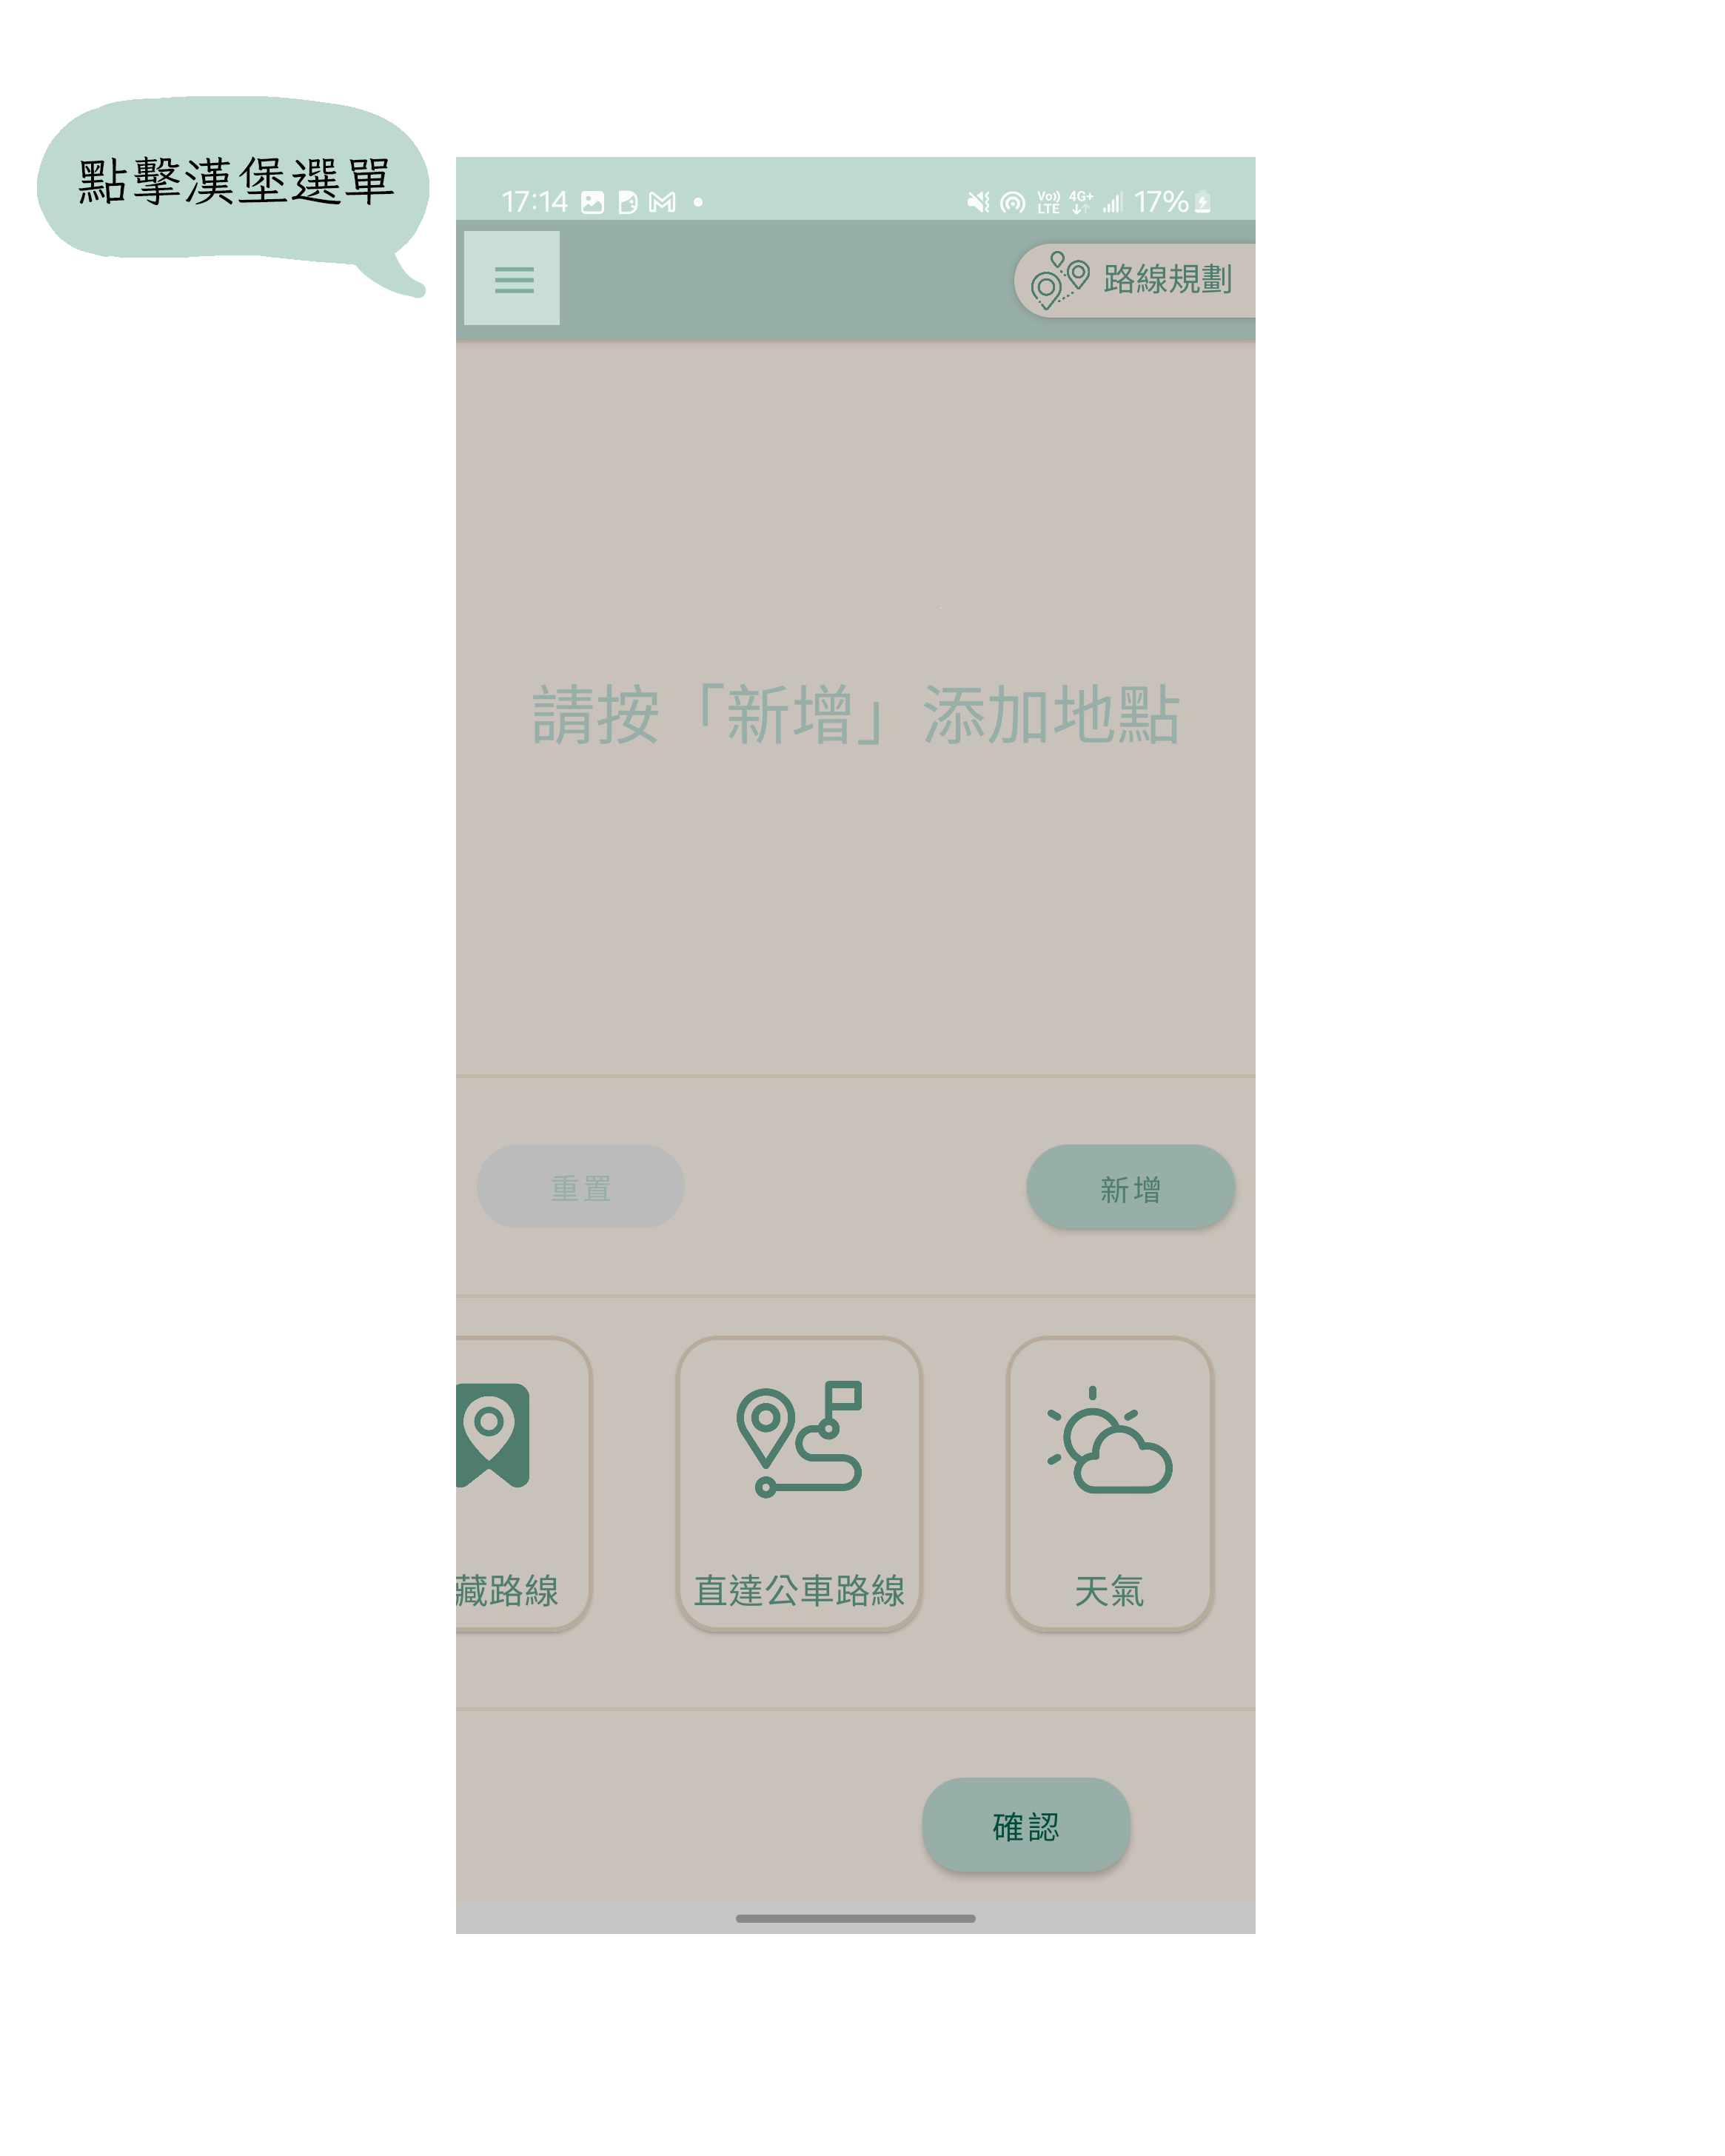 點擊漢堡選單
17:14
Vo)) LTE 4G+ 17%
路線規劃
請按「新增」添加地點
重置
新增
藏路線
直達公車路線
天氣
確認